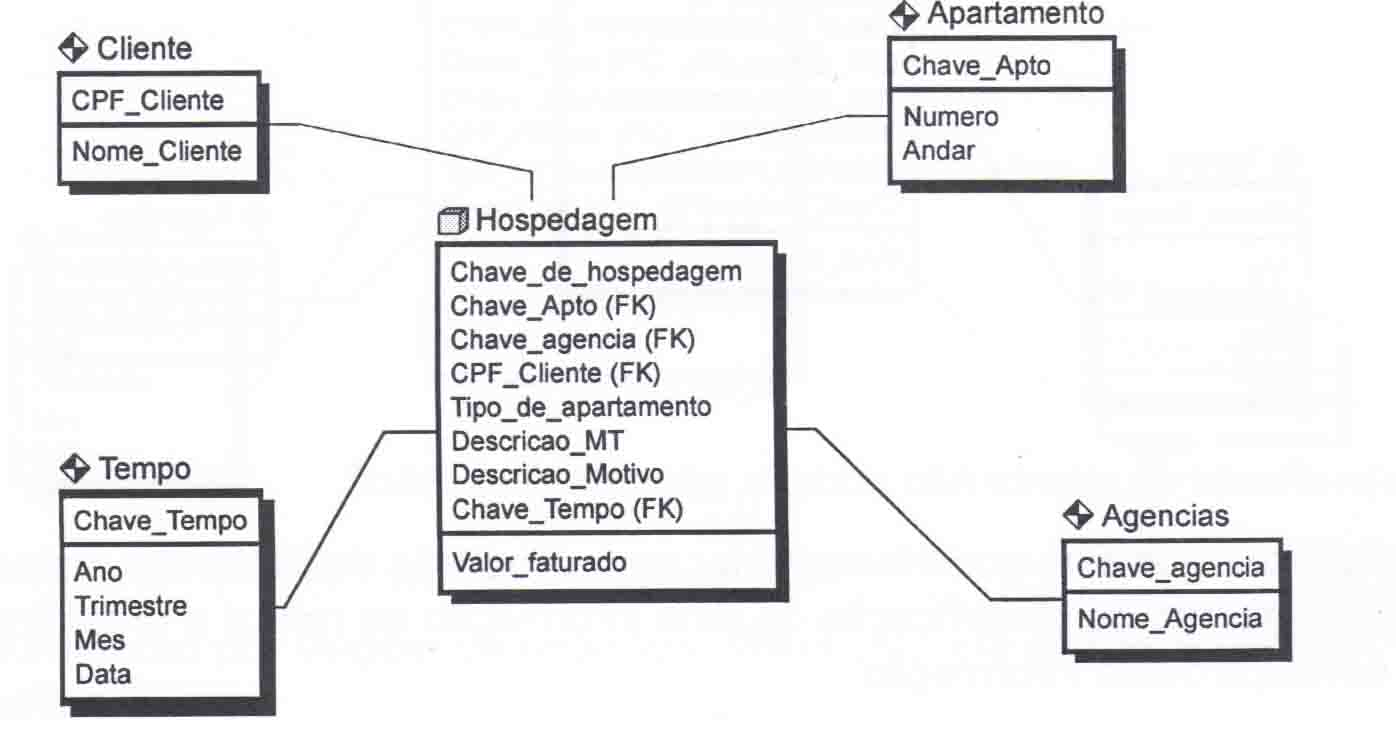 Cliente
CPF_Cliente
Nome_Cliente
Apartamento
Chave_Apto
Numero
Andar
Hospedagem
Chave_de_hospedagem
Chave_Apto (FK)
Chave_agencia (FK)
CPF_Cliente (FK)
Tipo_de_apartamento
Descricao_MT
Descricao_Motivo
Chave_Tempo (FK)
Valor_faturado
Tempo
Chave_Tempo
Ano
Trimestre
Mes
Data
Agencias
Chave_agencia
Nome_Agencia